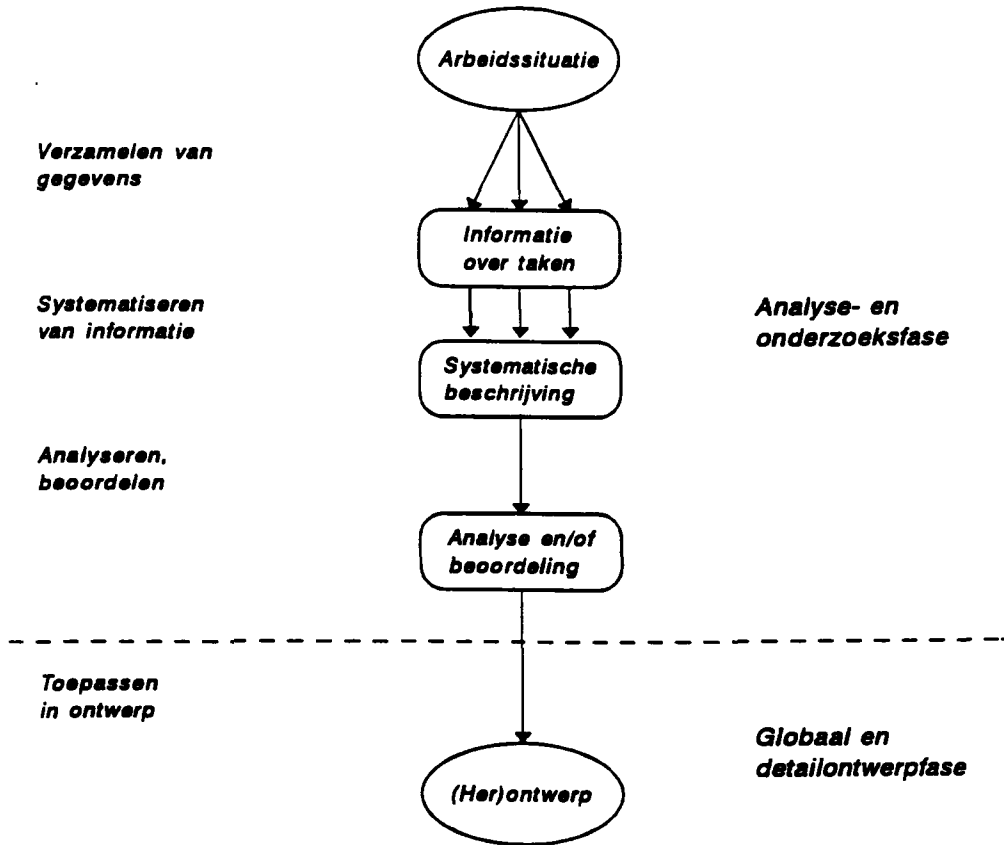 Arbeidssituatie
Verzamelen van
gegevens
Informatie
over taken
Systematiseren
van informatie
Analyse- en
onderzoeksfase
Systematische
beschrijving
Analyseren,
beoordelen
Analyse en/of
beoordeling
Toepassen
in ontwerp
Globaal en
detailontwerpfase
(Her)ontwerp